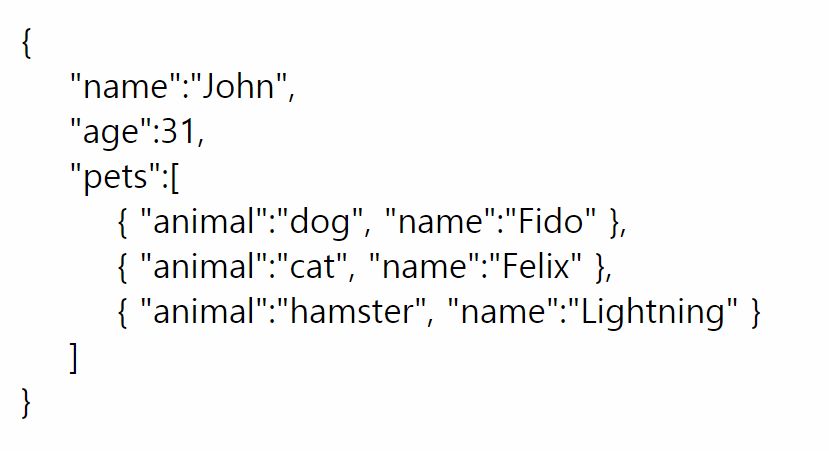 {
"name":"John",
"age":31,
"pets":[
{ "animal":"dog", "name":"Fido" },
{ "animal":"cat", "name":"Felix" },
{ "animal":"hamster", "name":"Lightning" }
]
}